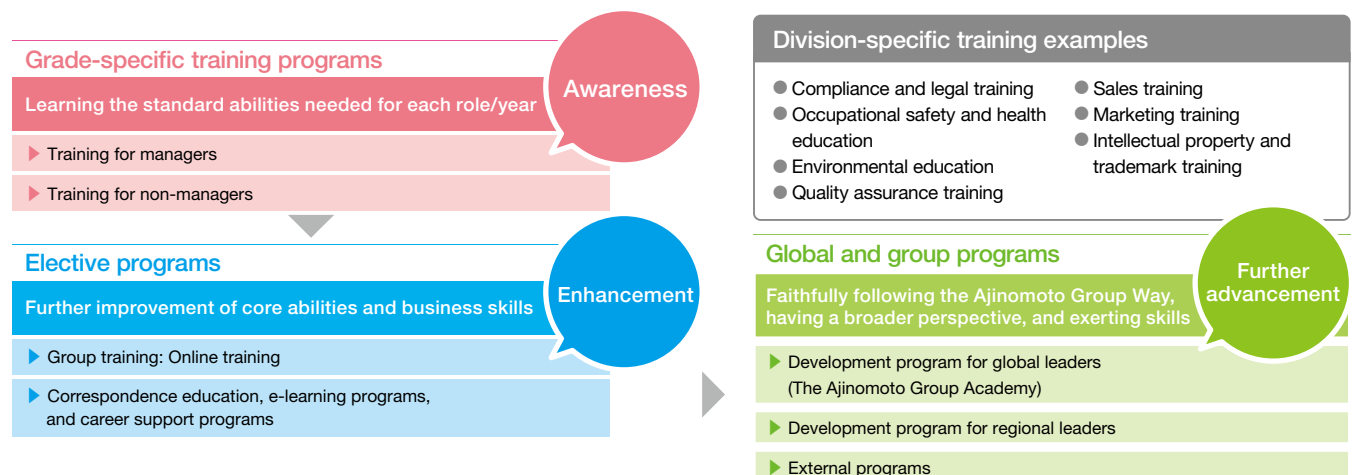 Grade-specific training programs
Learning the standard abilities needed for each role/year
Awareness
Training for managers
Training for non-managers
Elective programs
Further improvement of core abilities and business skills
Enhancement
Group training: Online training
Correspondence education, e-learning programs,
and career support programs
Division-specific training examples
Compliance and legal training
Occupational safety and health
education
Environmental education
Quality assurance training
Sales training
Marketing training
Intellectual property and
trademark training
Global and group programs
Faithfully following the Ajinomoto Group Way,
having a broader perspective, and exerting skills
Further
advancement
Development program for global leaders
(The Ajinomoto Group Academy)
Development program for regional leaders
External programs